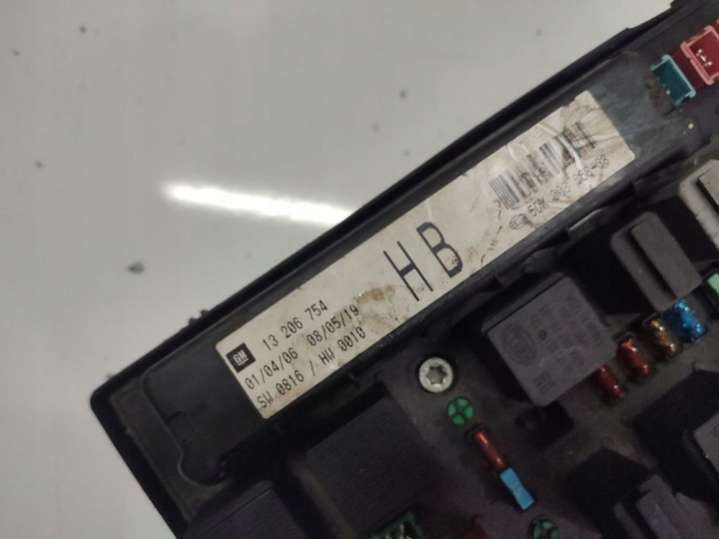 HB
GM 13 206 754
01/04/06 08/05/19
SW 0816 / HW 0010